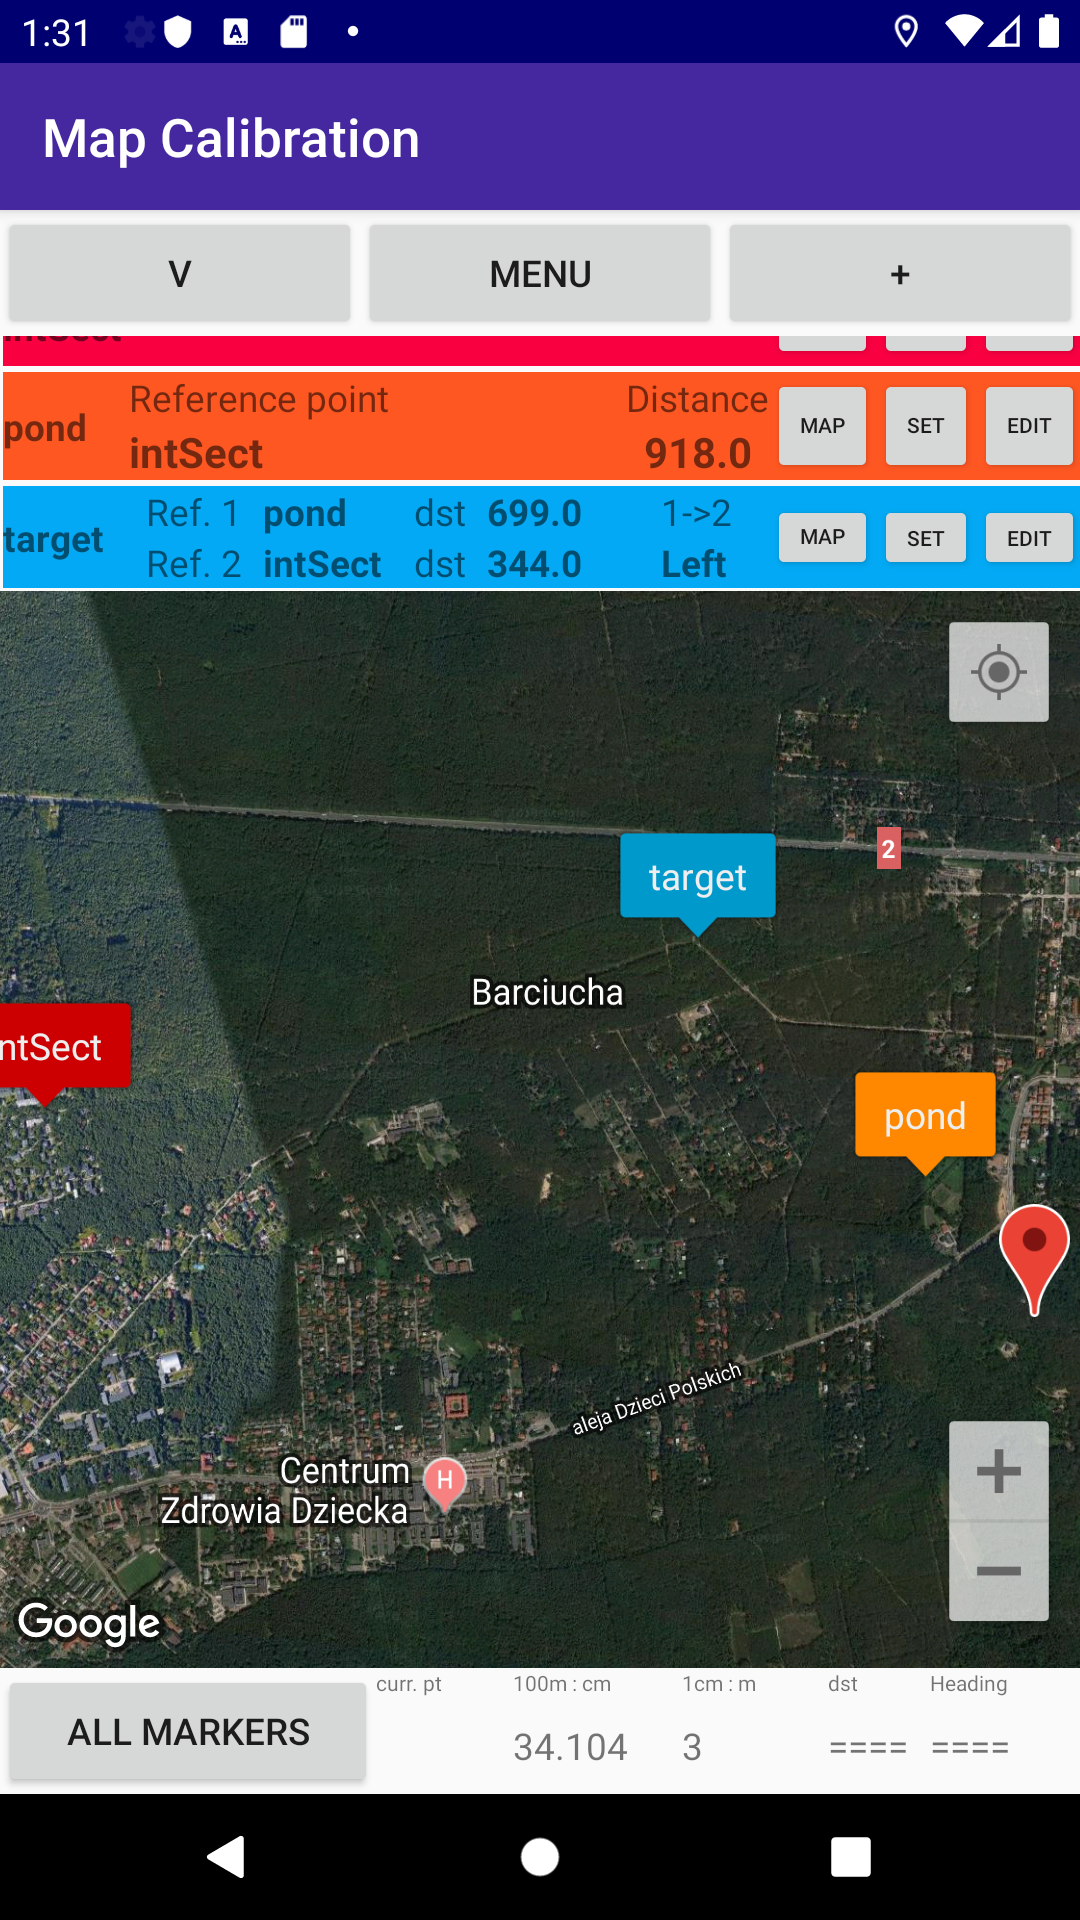 1:31
A
Map Calibration
V MENU +
pond Reference point Distance MAP SET EDIT
intSect 918.0
target Ref. 1 pond dst 699.0 1->2 MAP SET EDIT
Ref. 2 intSect dst 344.0 Left
2
target
Barciucha
ntSect
pond
aleja Dzieci Polskich
Centrum
Zdrowia Dziecka
H
Google
ALL MARKERS
curr. pt 100m : cm 1cm : m dst Heading
34.104 3 ==== ====